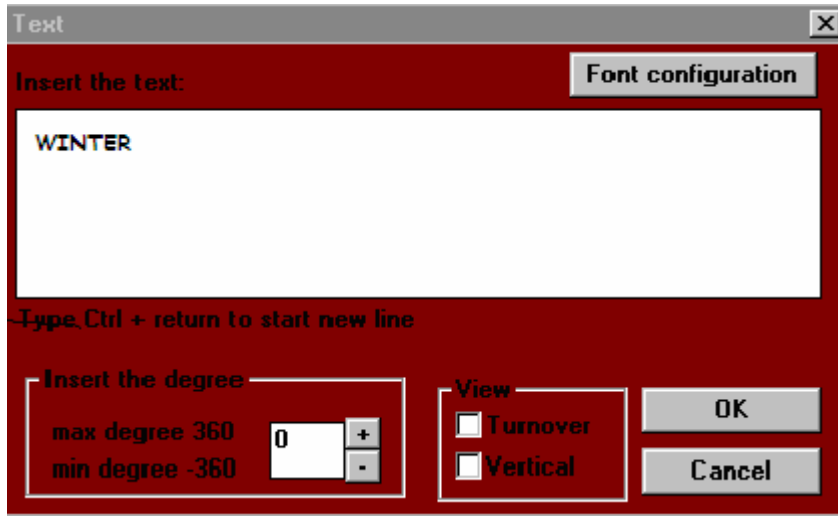 Text
Insert the text:
Font configuration
WINTER
Type Ctrl + return to start new line
Insert the degree
max degree 360
0
+
min degree -360
-
View
Turnover
Vertical
OK
Cancel